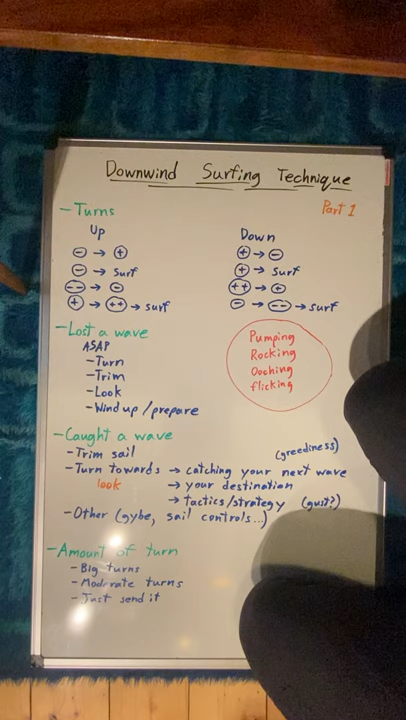 Downwind Surfing Technique
Part 1
- Turns
Up
⊖ → ⊕
⊖ → surf
(--) → ⊖
⊕ → (++) → surf
Down
⊕ → ⊖
⊕ → surf
(++) → ⊕
⊖ → (--) → surf
- Lost a wave
ASAP
- Turn
- Trim
- Look
- Wind up / prepare
Pumping
Rocking
Ooching
flicking
- Caught a wave
- Trim sail
(greediness)
- Turn towards → catching your next wave
look → your destination
→ tactics/strategy (gust?)
- Other (gybe, sail controls...)
- Amount of turn
- Big turns
- Moderate turns
- Just send it